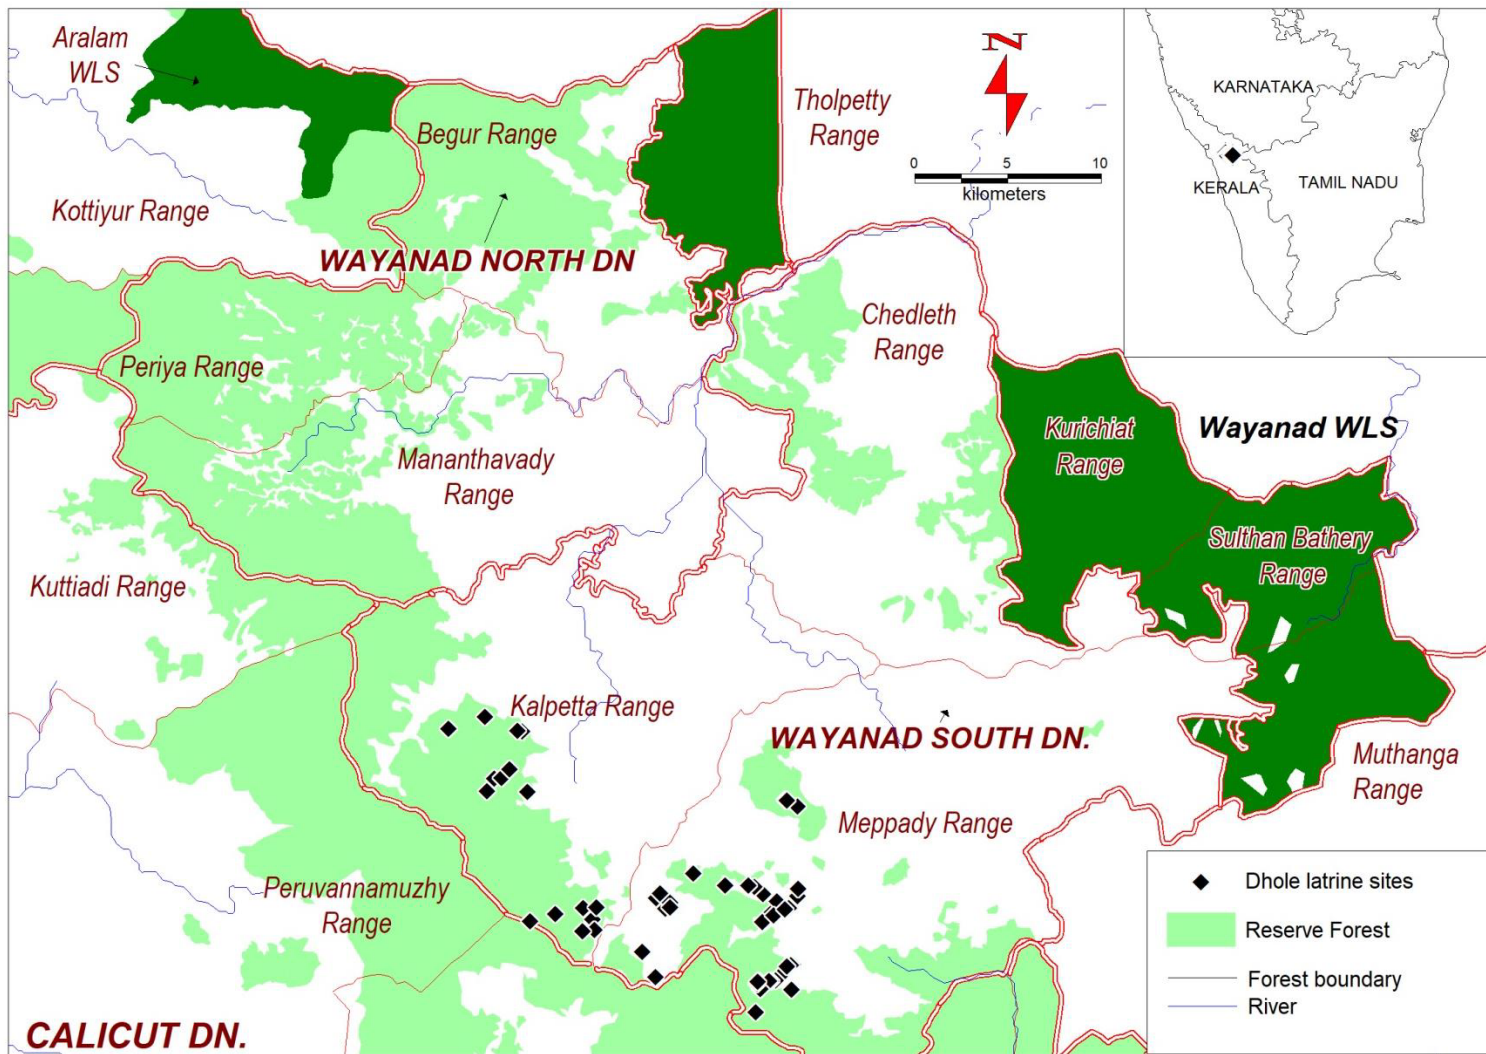 Aralam
WLS
N
Tholpetty
Range
Begur Range
0 5 10
kilometers
KARNATAKA
KERALA
TAMIL NADU
Kottiyur Range
WAYANAD NORTH DN
Chedleth
Range
Periya Range
Kurichiat
Range
Wayanad WLS
Mananthavady
Range
Sulthan Bathery
Range
Kuttiadi Range
Kalpetta Range
WAYANAD SOUTH DN.
Muthanga
Range
Meppady Range
Peruvannamuzhy
Range
Dhole latrine sites
Reserve Forest
Forest boundary
River
CALICUT DN.